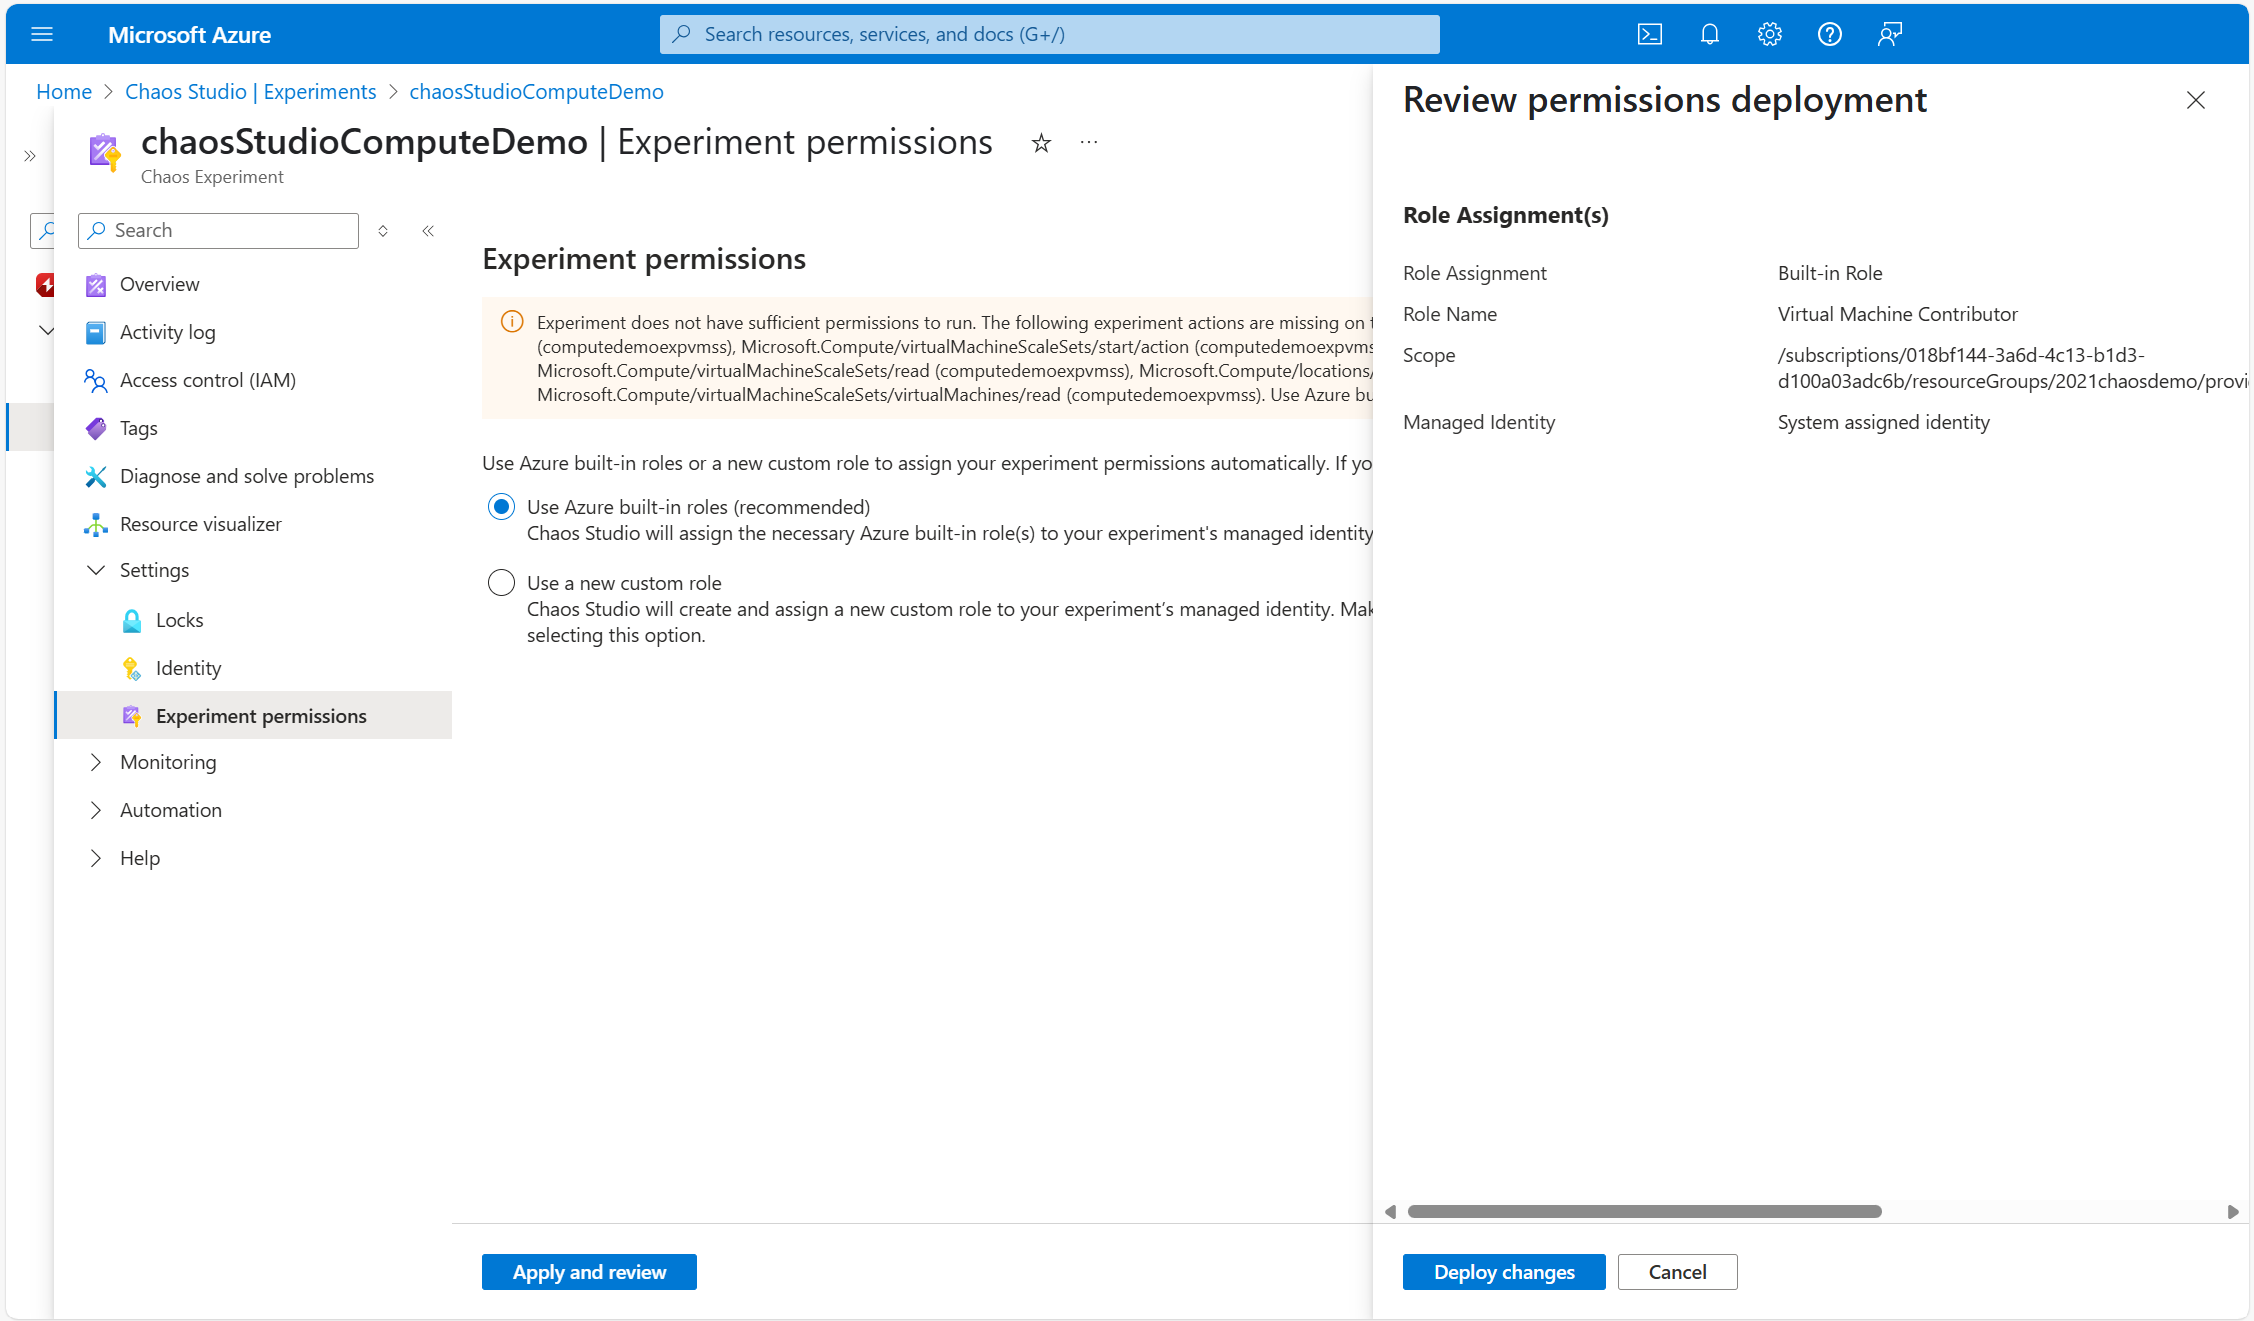 Microsoft Azure
Search resources, services, and docs (G+/)
Home > Chaos Studio | Experiments > chaosStudioComputeDemo
chaosStudioComputeDemo | Experiment permissions
Chaos Experiment
Search
Overview
Activity log
Access control (IAM)
Tags
Diagnose and solve problems
Resource visualizer
Settings
Locks
Identity
Experiment permissions
Monitoring
Automation
Help
Experiment permissions
Experiment does not have sufficient permissions to run. The following experiment actions are missing on
(computedemoexpvmss), Microsoft.Compute/virtualMachineScaleSets/start/action (computedemoexpvms
Microsoft.Compute/virtualMachineScaleSets/read (computedemoexpvmss), Microsoft.Compute/locations/
Microsoft.Compute/virtualMachineScaleSets/virtualMachines/read (computedemoexpvmss). Use Azure bu
Use Azure built-in roles or a new custom role to assign your experiment permissions automatically. If yo
Use Azure built-in roles (recommended)
Chaos Studio will assign the necessary Azure built-in role(s) to your experiment's managed identity
Use a new custom role
Chaos Studio will create and assign a new custom role to your experiment’s managed identity. Mak
selecting this option.
Apply and review
Review permissions deployment
Role Assignment(s)
Role Assignment Built-in Role
Role Name Virtual Machine Contributor
Scope /subscriptions/018bf144-3a6d-4c13-b1d3-
d100a03adc6b/resourceGroups/2021chaosdemo/provi
Managed Identity System assigned identity
Deploy changes
Cancel